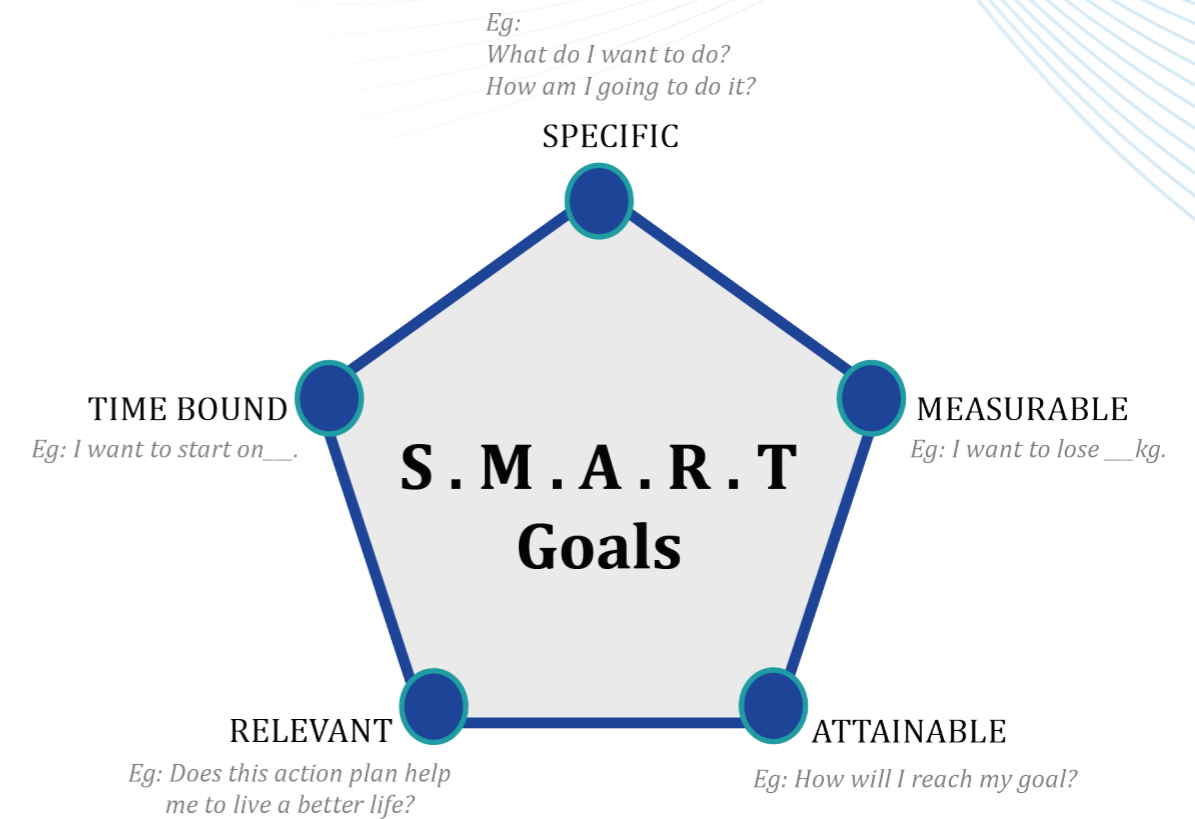 Eg:
What do I want to do?
How am I going to do it?
SPECIFIC
TIME BOUND
Eg: I want to start on___.
MEASURABLE
Eg: I want to lose ___kg.
S . M . A . R . T
Goals
RELEVANT
Eg: Does this action plan help
me to live a better life?
ATTAINABLE
Eg: How will I reach my goal?